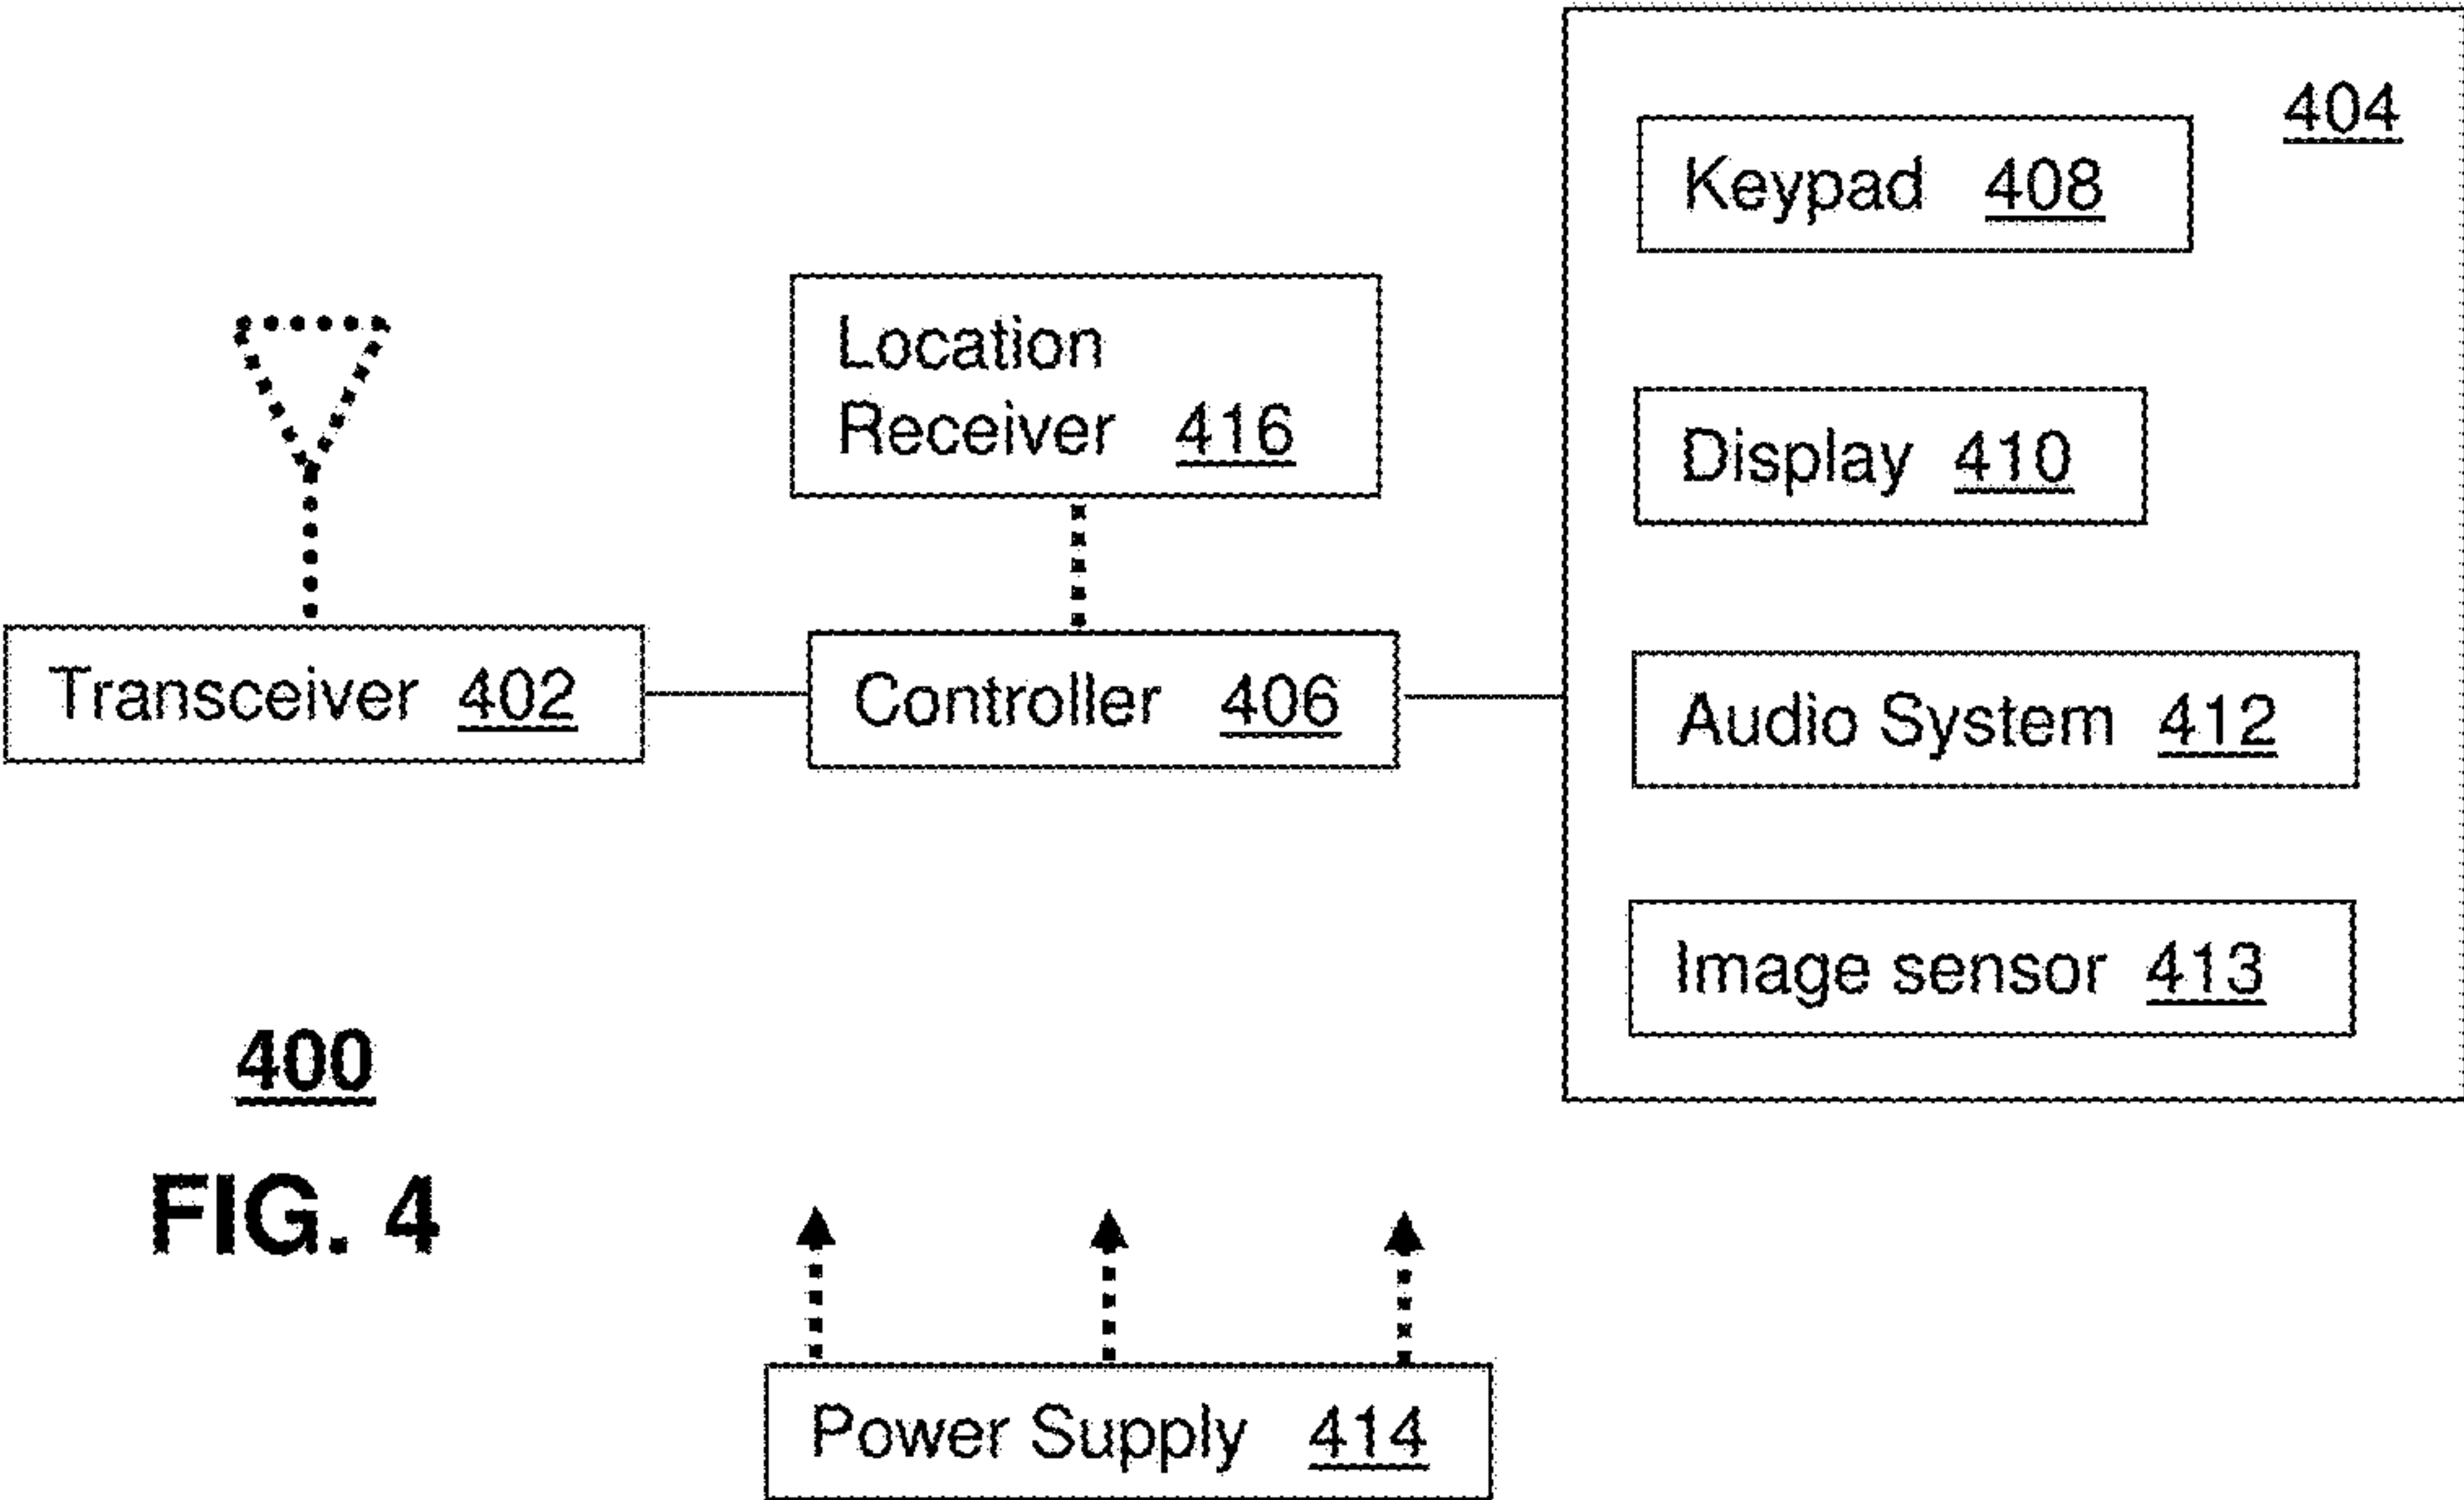 404
Keypad 408
Location
Receiver 416
Display 410
Transceiver 402
Controller 406
Audio System 412
Image sensor 413
400
FIG. 4
Power Supply 414